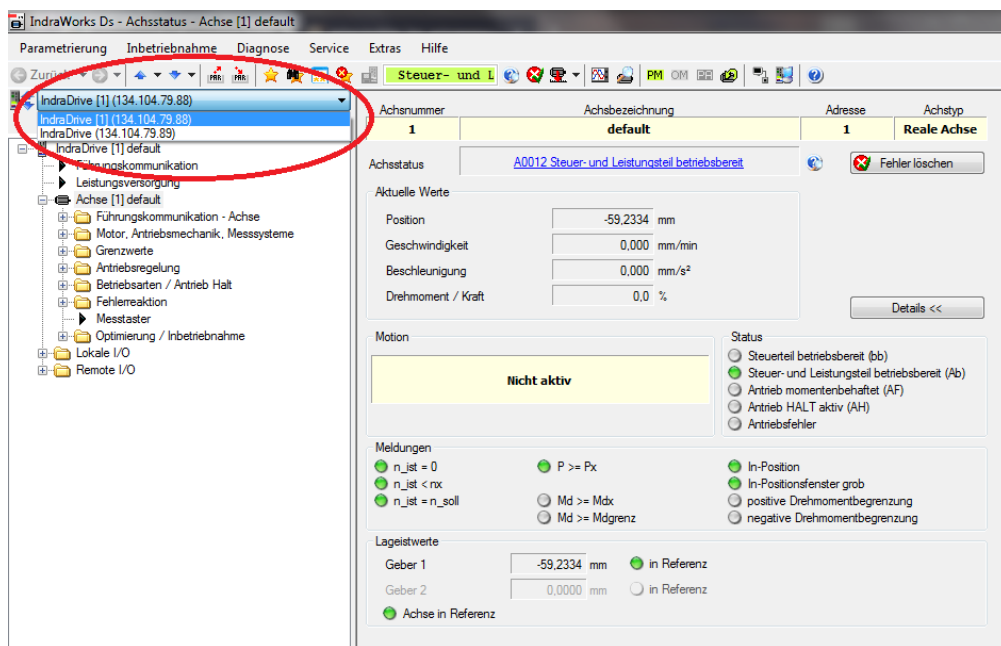 IndraWorks Ds - Achsstatus - Achse [1] default
Parametrierung Inbetriebnahme Diagnose Service Extras Hilfe
Zurück PAR PAR Steuer- und L PM OM
IndraDrive [1] (134.104.79.88)
IndraDrive [1] (134.104.79.88)
IndraDrive (134.104.79.89)
IndraDrive [1] default
Führungskommunikation
Leistungsversorgung
Achse [1] default
Führungskommunikation - Achse
Motor, Antriebsmechanik, Messsysteme
Grenzwerte
Antriebsregelung
Betriebsarten / Antrieb Halt
Fehlerreaktion
Messtaster
Optimierung / Inbetriebnahme
Lokale I/O
Remote I/O
Achsnummer Achsbezeichnung Adresse Achstyp
1 default 1 Reale Achse
Achsstatus A0012 Steuer- und Leistungsteil betriebsbereit Fehler löschen
Aktuelle Werte
Position -59,2334 mm
Geschwindigkeit 0,000 mm/min
Beschleunigung 0,000 mm/s²
Drehmoment / Kraft 0,0 %
Details <<
Motion
Nicht aktiv
Status
Steuerteil betriebsbereit (bb)
Steuer- und Leistungsteil betriebsbereit (Ab)
Antrieb momentenbehaftet (AF)
Antrieb HALT aktiv (AH)
Antriebsfehler
Meldungen
n_ist = 0 P >= Px In-Position
n_ist < nx In-Positionsfenster grob
n_ist = n_soll Md >= Mdx positive Drehmomentbegrenzung
Md >= Mdgrenz negative Drehmomentbegrenzung
Lageistwerte
Geber 1 -59,2334 mm in Referenz
Geber 2 0,0000 mm in Referenz
Achse in Referenz